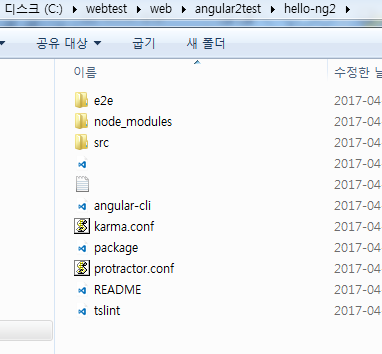 디스크 (C:) ▸ webtest ▸ web ▸ angular2test ▸ hello-ng2 ▸
공유 대상 ▾ 굽기 새 폴더
이름 수정한 날
e2e 2017-04
node_modules 2017-04
src 2017-04
2017-04
2017-04
angular-cli 2017-04
karma.conf 2017-04
package 2017-04
protractor.conf 2017-04
README 2017-04
tslint 2017-04